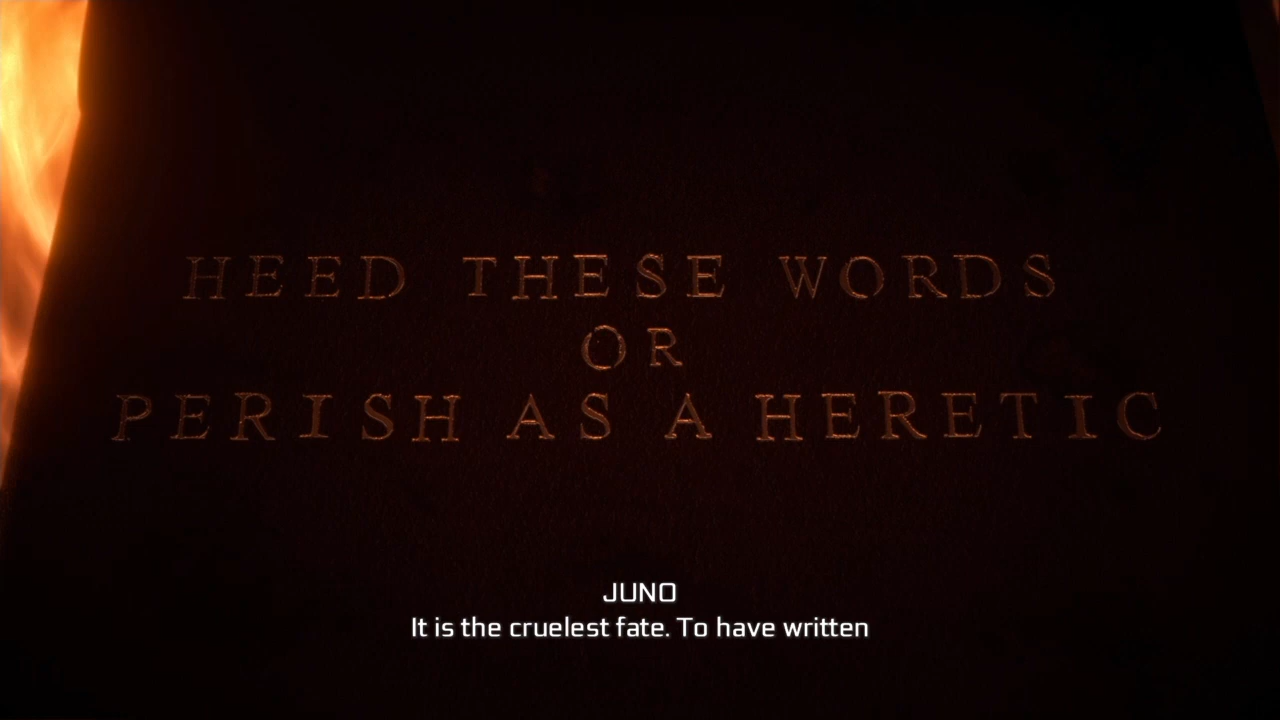 HEED THESE WORDS
OR
PERISH AS A HERETIC
JUNO
It is the cruelest fate. To have written